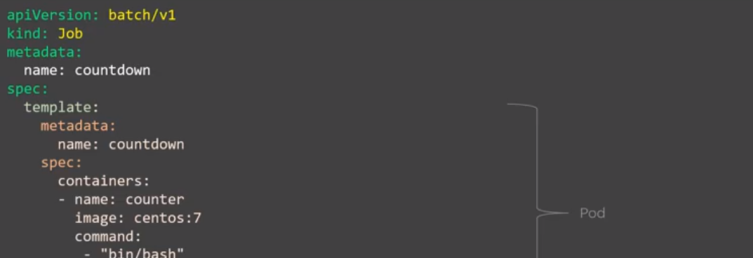 apiVersion: batch/v1
kind: Job
metadata:
  name: countdown
spec:
  template:
    metadata:
      name: countdown
    spec:
      containers:
      - name: counter
        image: centos:7
        command:
         - "bin/bash"
Pod